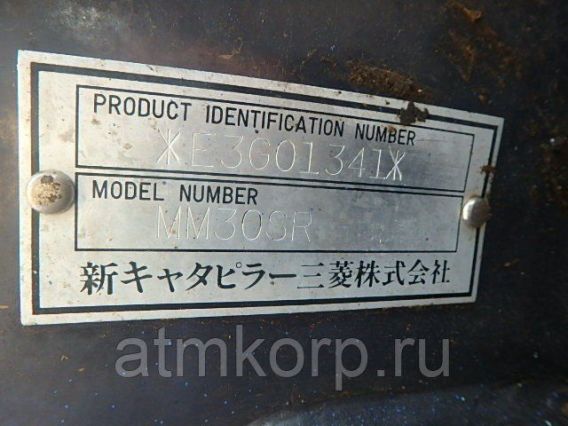 PRODUCT IDENTIFICATION NUMBER
*E3G01341*
MODEL NUMBER
MM30SR
新キャタピラー三菱株式会社
atmkorp.ru